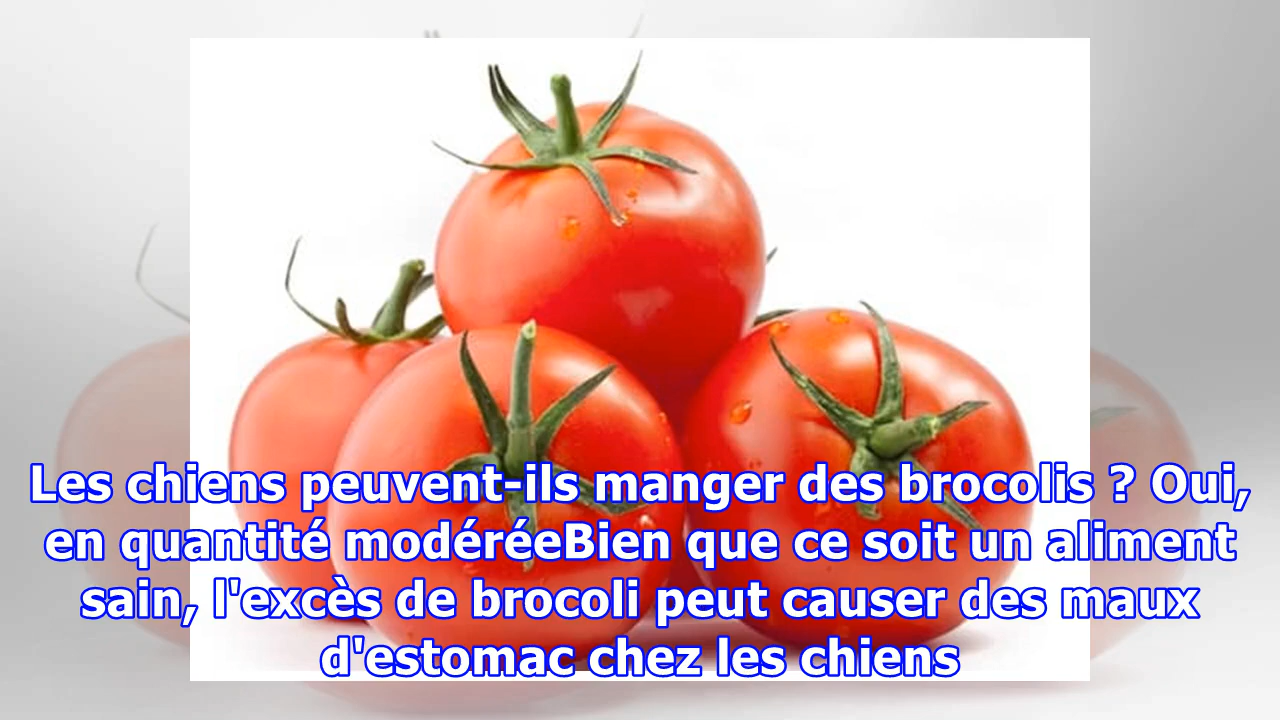 Les chiens peuvent-ils manger des brocolis ? Oui,
en quantité modéréeBien que ce soit un aliment
sain, l'excès de brocoli peut causer des maux
d'estomac chez les chiens